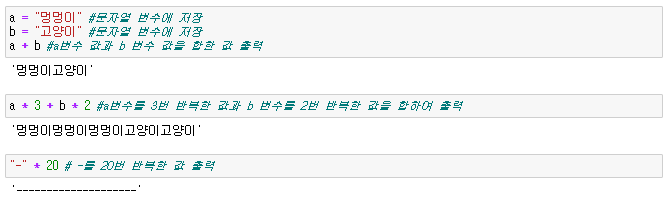 a = "멍멍이" #문자열 변수에 저장
b = "고양이" #문자열 변수에 저장
a + b #a변수 값과 b 변수 값을 합한 값 출력
'멍멍이고양이'
a * 3 + b * 2 #a변수를 3번 반복한 값과 b 변수를 2번 반복한 값을 합하여 출력
'멍멍이멍멍이멍멍이고양이고양이'
"-" * 20 # -를 20번 반복한 값 출력
'--------------------'